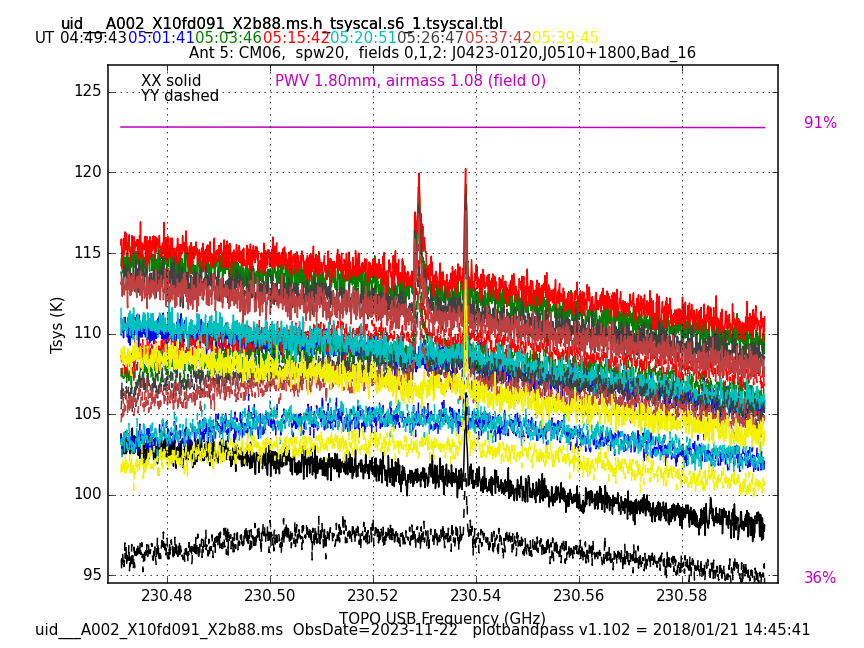 uid___A002_X10fd091_X2b88.ms.h_tsyscal.s6_1.tsyscal.tbl
UT 04:49:43 05:01:41 05:03:46 05:15:42 05:20:51 05:26:47 05:37:42 05:39:45
Ant 5: CM06,  spw20,  fields 0,1,2: J0423-0120,J0510+1800,Bad_16
XX solid
PWV 1.80mm, airmass 1.08 (field 0)
YY dashed
125
91%
120
115
110
105
100
95
36%
Tsys (K)
230.48 230.50 230.52 230.54 230.56 230.58
TOPO USB Frequency (GHz)
uid___A002_X10fd091_X2b88.ms  ObsDate=2023-11-22  plotbandpass v1.102 = 2018/01/21 14:45:41